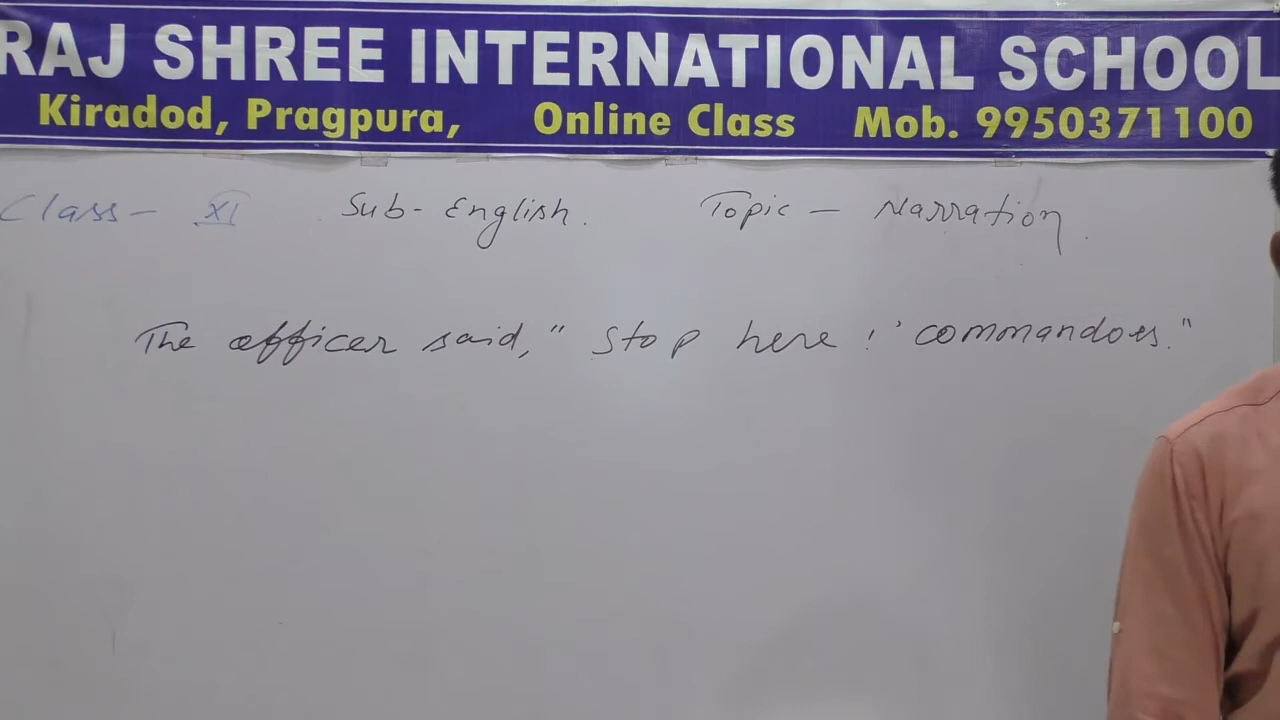 RAJ SHREE INTERNATIONAL SCHOOL
Kiradod, Pragpura, Online Class Mob. 9950371100
Class - XI Sub - English. Topic - Narration.
The officer said, " Stop here ! ' commandoes. "